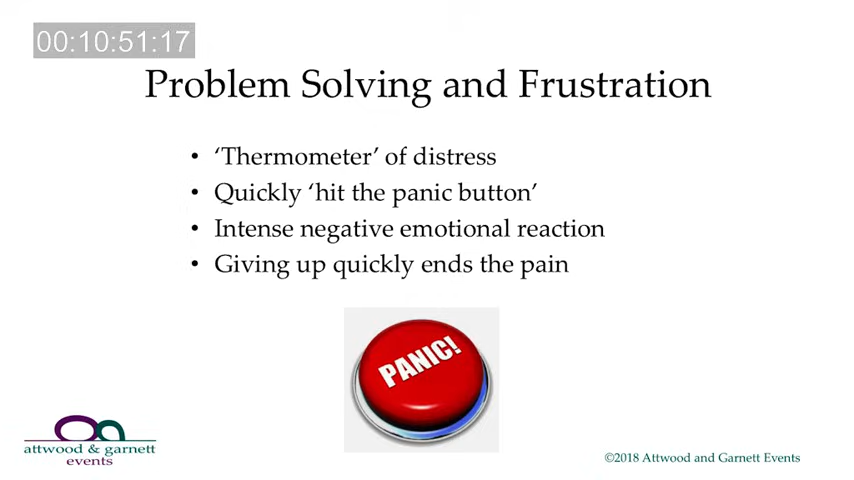 00:10:51:17
Problem Solving and Frustration
• ‘Thermometer’ of distress
• Quickly ‘hit the panic button’
• Intense negative emotional reaction
• Giving up quickly ends the pain
PANIC!
attwood & garnett
events
©2018 Attwood and Garnett Events